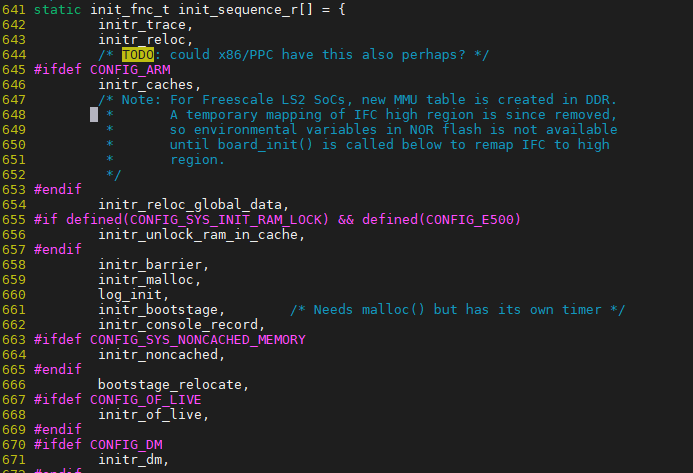 641 static init_fnc_t init_sequence_r[] = {
642         initr_trace,
643         initr_reloc,
644         /* TODO: could x86/PPC have this also perhaps? */
645 #ifdef CONFIG_ARM
646         initr_caches,
647         /* Note: For Freescale LS2 SoCs, new MMU table is created in DDR.
648          *       A temporary mapping of IFC high region is since removed,
649          *       so environmental variables in NOR flash is not available
650          *       until board_init() is called below to remap IFC to high
651          *       region.
652          */
653 #endif
654         initr_reloc_global_data,
655 #if defined(CONFIG_SYS_INIT_RAM_LOCK) && defined(CONFIG_E500)
656         initr_unlock_ram_in_cache,
657 #endif
658         initr_barrier,
659         initr_malloc,
660         log_init,
661         initr_bootstage,        /* Needs malloc() but has its own timer */
662         initr_console_record,
663 #ifdef CONFIG_SYS_NONCACHED_MEMORY
664         initr_noncached,
665 #endif
666         bootstage_relocate,
667 #ifdef CONFIG_OF_LIVE
668         initr_of_live,
669 #endif
670 #ifdef CONFIG_DM
671         initr_dm,
672 #endif